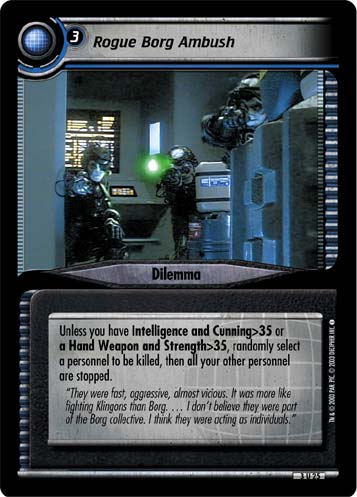 3
Rogue Borg Ambush
Dilemma
Unless you have Intelligence and Cunning>35 or
a Hand Weapon and Strength>35, randomly select
a personnel to be killed, then all your other personnel
are stopped.
"They were fast, aggressive, almost vicious. It was more like
fighting Klingons than Borg. … I don't believe they were part
of the Borg collective. I think they were acting as individuals."
TM & © 2003 PAR. PIC. © 2003 DECIPHER INC.
3 U 25